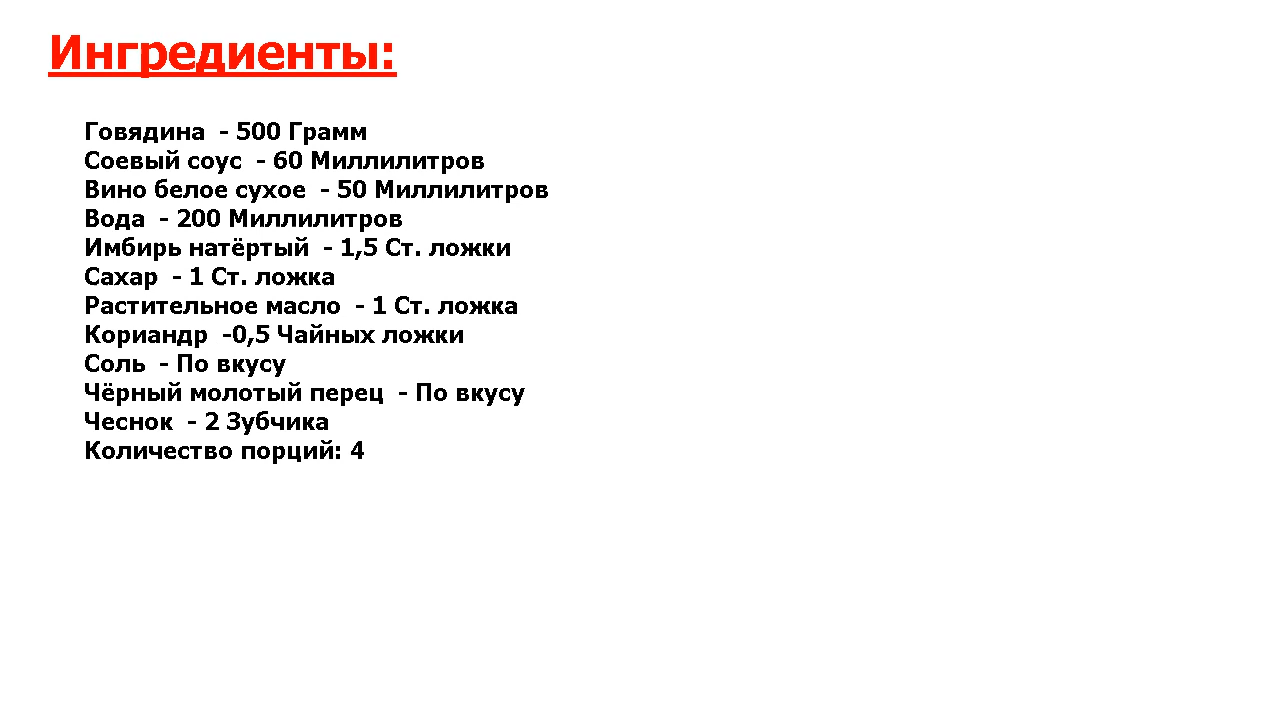 Ингредиенты:
Говядина  - 500 Грамм
Соевый соус  - 60 Миллилитров
Вино белое сухое  - 50 Миллилитров
Вода  - 200 Миллилитров
Имбирь натёртый  - 1,5 Ст. ложки
Сахар  - 1 Ст. ложка
Растительное масло  - 1 Ст. ложка
Кориандр  -0,5 Чайных ложки
Соль  - По вкусу
Чёрный молотый перец  - По вкусу
Чеснок  - 2 Зубчика
Количество порций: 4